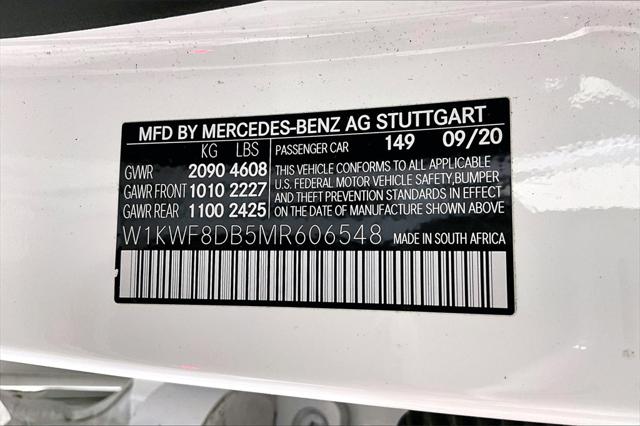 MFD BY MERCEDES-BENZ AG STUTTGART
KG LBS PASSENGER CAR 149 09/20
GVWR 2090 4608
GAWR FRONT 1010 2227
GAWR REAR 1100 2425
THIS VEHICLE CONFORMS TO ALL APPLICABLE
U.S. FEDERAL MOTOR VEHICLE SAFETY, BUMPER
AND THEFT PREVENTION STANDARDS IN EFFECT
ON THE DATE OF MANUFACTURE SHOWN ABOVE
W1KWF8DB5MR606548 MADE IN SOUTH AFRICA